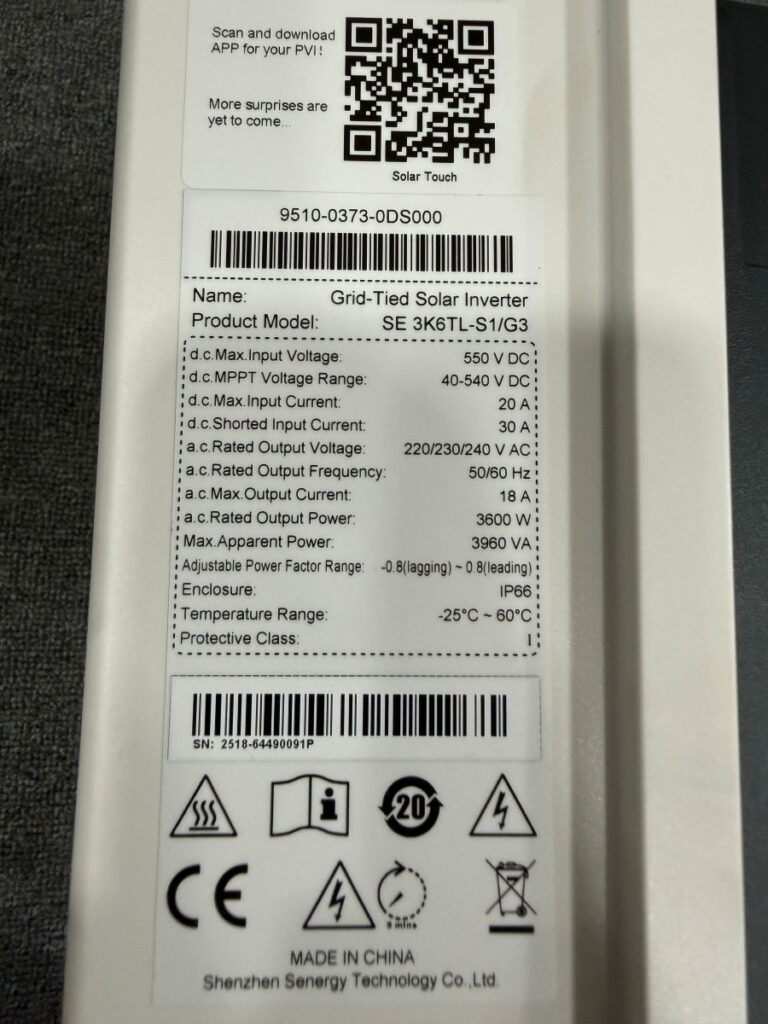 Scan and download
APP for your PVI!
More surprises are
yet to come...
Solar Touch
9510-0373-0DS000
Name: Grid-Tied Solar Inverter
Product Model: SE 3K6TL-S1/G3
d.c.Max.Input Voltage: 550 V DC
d.c.MPPT Voltage Range: 40-540 V DC
d.c.Max.Input Current: 20 A
d.c.Shorted Input Current: 30 A
a.c.Rated Output Voltage: 220/230/240 V AC
a.c.Rated Output Frequency: 50/60 Hz
a.c.Max.Output Current: 18 A
a.c.Rated Output Power: 3600 W
Max.Apparent Power: 3960 VA
Adjustable Power Factor Range: -0.8(lagging) ~ 0.8(leading)
Enclosure: IP66
Temperature Range: -25°C ~ 60°C
Protective Class: I
SN: 2518-64490091P
20
CE
5 mins
MADE IN CHINA
Shenzhen Senergy Technology Co.,Ltd.